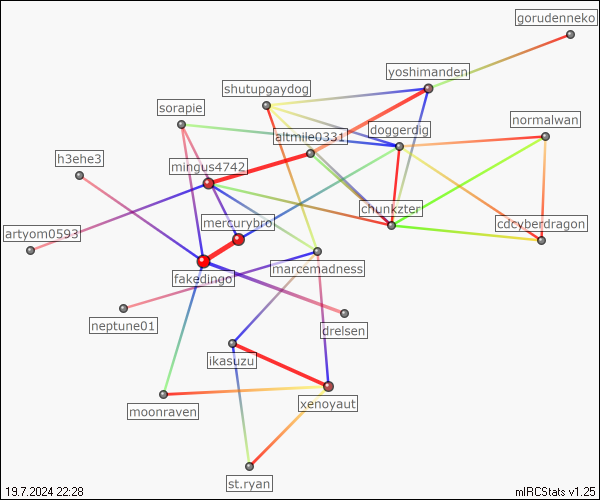 gorudenneko
yoshimanden
shutupgaydog
sorapie
normalwan
doggerdig
altmile0331
h3ehe3
mingus4742
chunkzter
mercurybro
cdcyberdragon
artyom0593
marcemadness
fakedingo
neptune01
drelsen
ikasuzu
xenoyaut
moonraven
st.ryan
19.7.2024 22:28
mIRCStats v1.25